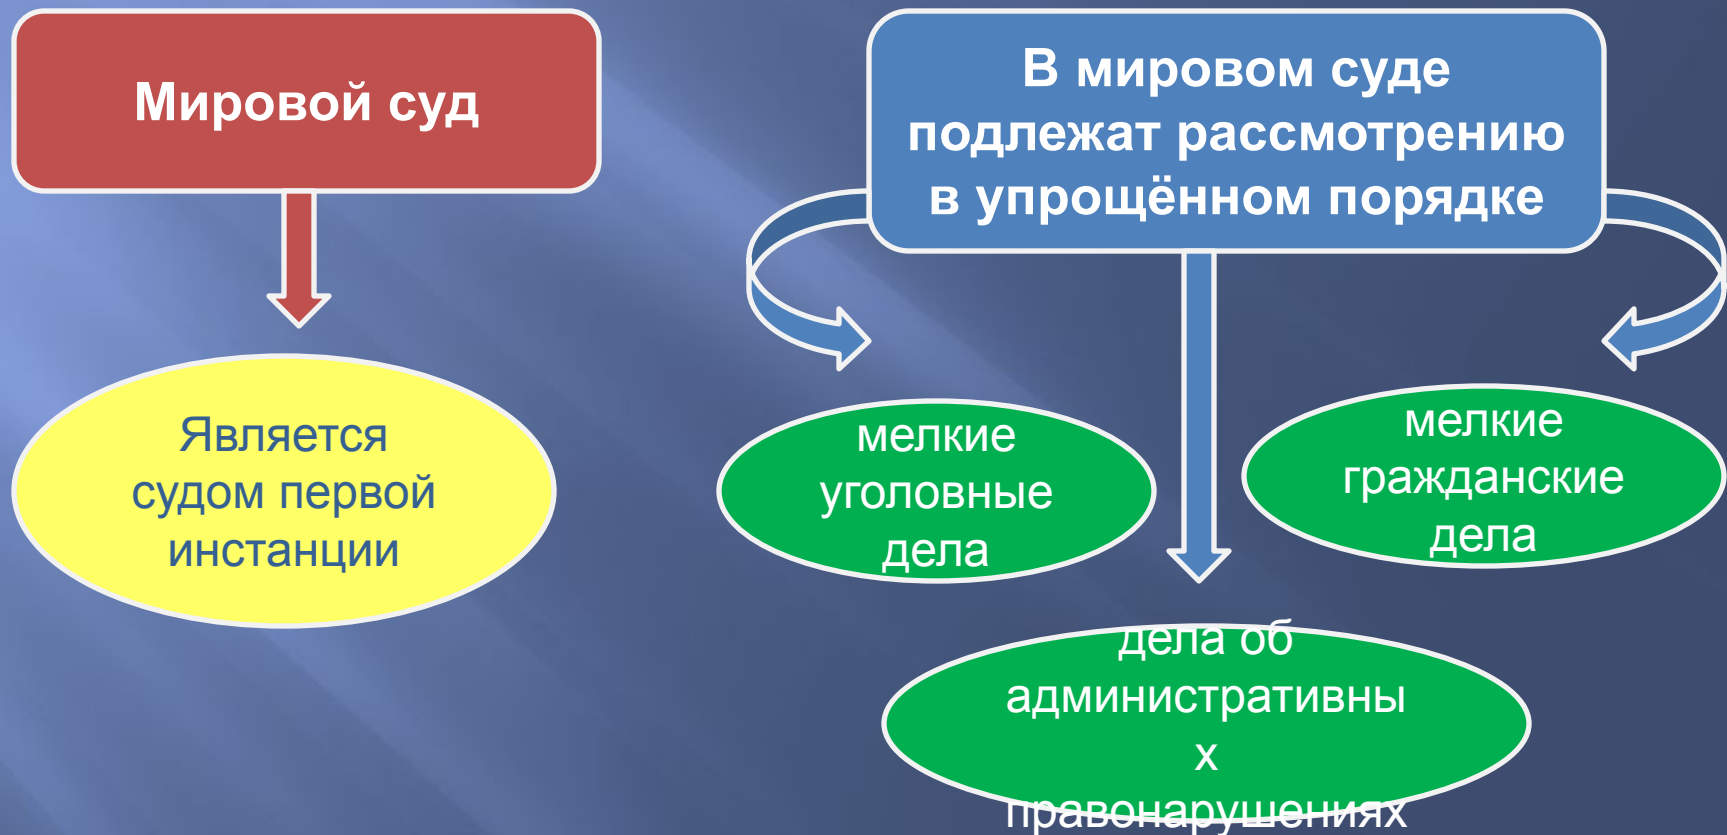 Мировой суд
Является
судом первой
инстанции
В мировом суде
подлежат рассмотрению
в упрощённом порядке
мелкие
уголовные
дела
мелкие
гражданские
дела
дела об
административны
х
правонарушениях